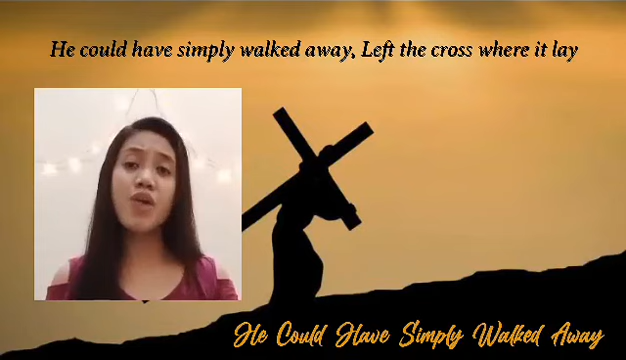 He could have simply walked away, Left the cross where it lay
He Could Have Simply Walked Away